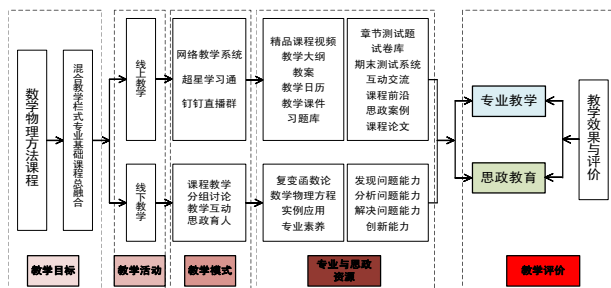 数学物理方法课程
混合教学栏式专业基础课程总融合
线上教学
网络教学系统
超星学习通
钉钉直播群
精品课程视频
教学大纲
教案
教学日历
教学课件
习题库
章节测试题
试卷库
期末测试系统
互动交流
课程前沿
思政案例
课程论文
线下教学
课程教学
分组讨论
教学互动
思政育人
复变函数论
数学物理方程
实例应用
专业素养
发现问题能力
分析问题能力
解决问题能力
创新能力
专业教学
思政教育
教学效果与评价
教学目标
教学活动
教学模式
专业与思政
资源
教学评价